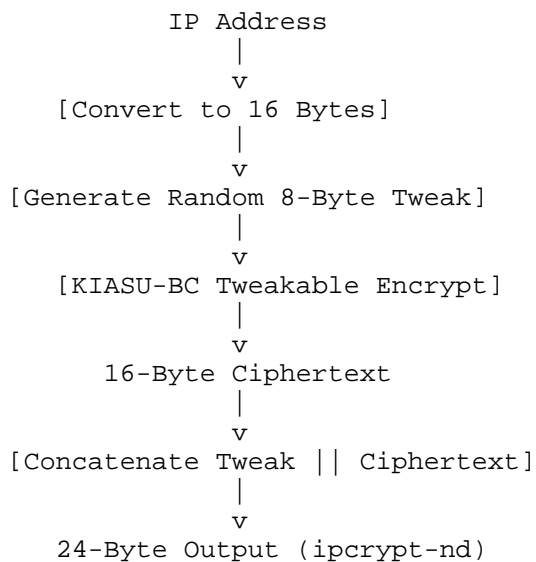 IP Address
|
v
[Convert to 16 Bytes]
|
v
[Generate Random 8-Byte Tweak]
|
v
[KIASU-BC Tweakable Encrypt]
|
v
16-Byte Ciphertext
|
v
[Concatenate Tweak || Ciphertext]
|
v
24-Byte Output (ipcrypt-nd)